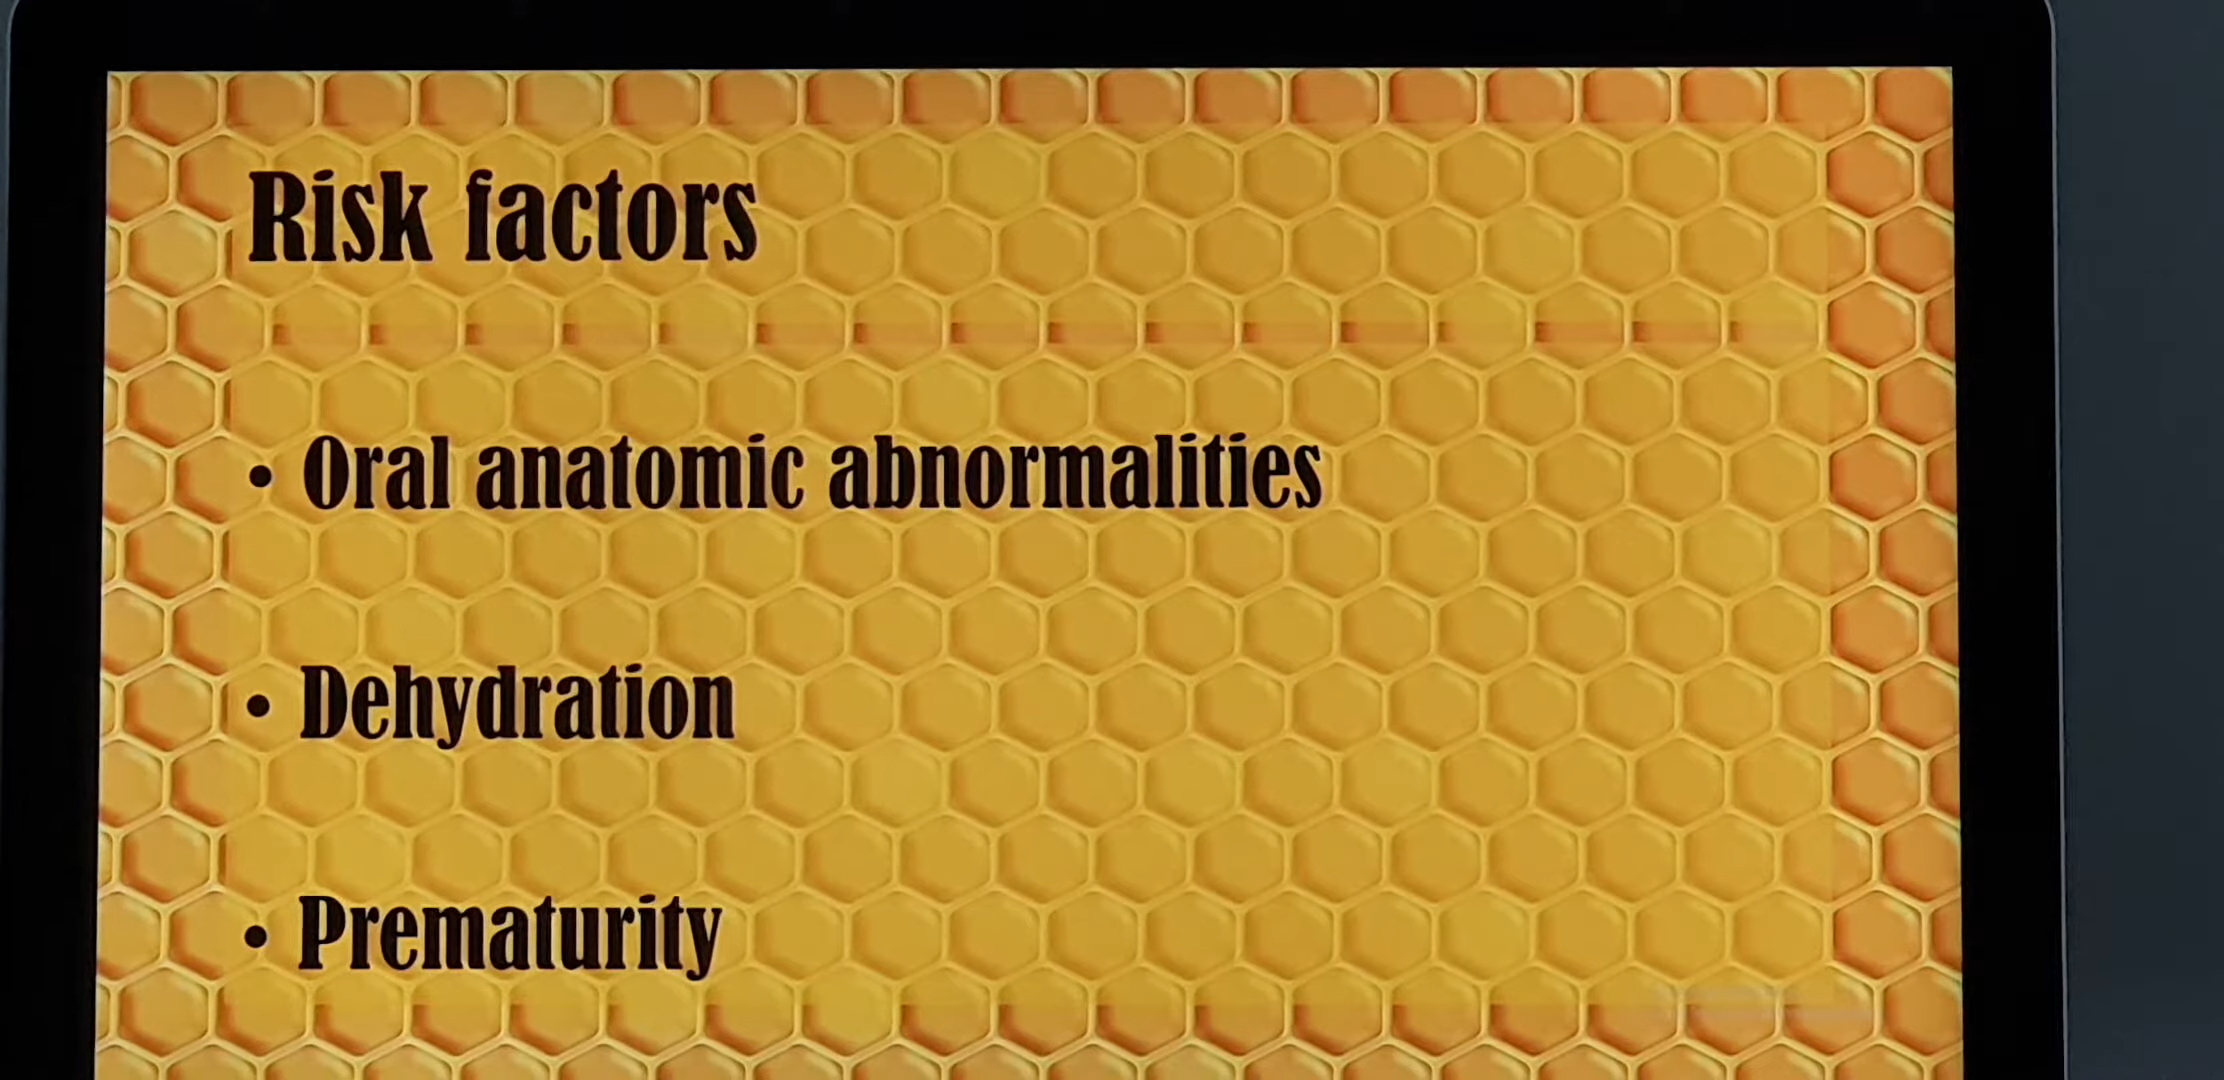 Risk factors
• Oral anatomic abnormalities
• Dehydration
• Prematurity